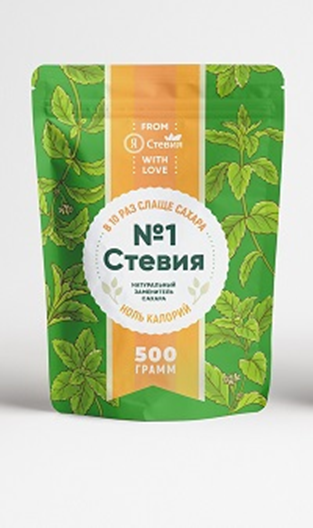 FROM
Я Стевия
WITH
LOVE
В 10 РАЗ СЛАЩЕ САХАРА
№1
Стевия
НАТУРАЛЬНЫЙ
ЗАМЕНИТЕЛЬ
САХАРА
НОЛЬ КАЛОРИЙ
500
ГРАММ